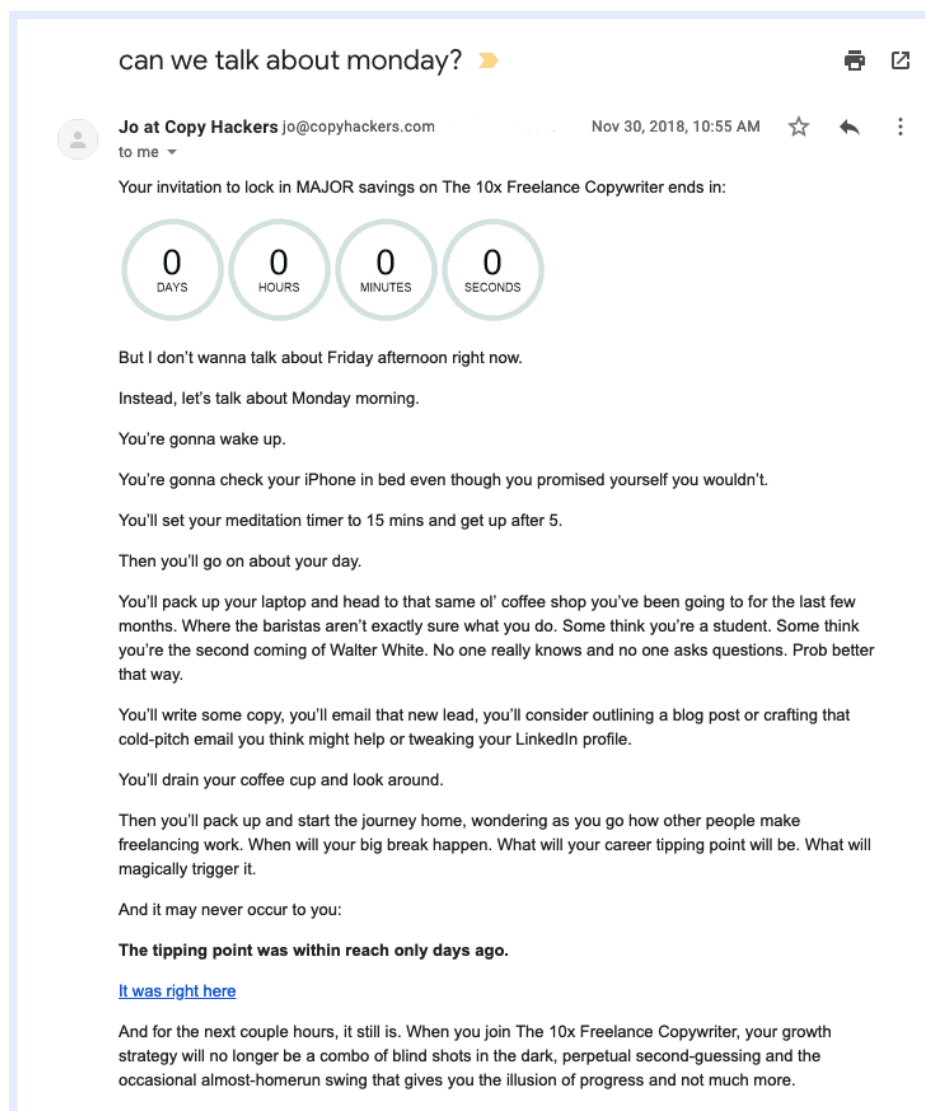 can we talk about monday?
Jo at Copy Hackers jo@copyhackers.com Nov 30, 2018, 10:55 AM
to me
Your invitation to lock in MAJOR savings on The 10x Freelance Copywriter ends in:
0 0 0 0
DAYS HOURS MINUTES SECONDS
But I don’t wanna talk about Friday afternoon right now.
Instead, let’s talk about Monday morning.
You’re gonna wake up.
You’re gonna check your iPhone in bed even though you promised yourself you wouldn’t.
You’ll set your meditation timer to 15 mins and get up after 5.
Then you’ll go on about your day.
You’ll pack up your laptop and head to that same ol’ coffee shop you’ve been going to for the last few
months. Where the baristas aren’t exactly sure what you do. Some think you’re a student. Some think
you’re the second coming of Walter White. No one really knows and no one asks questions. Prob better
that way.
You’ll write some copy, you’ll email that new lead, you’ll consider outlining a blog post or crafting that
cold-pitch email you think might help or tweaking your LinkedIn profile.
You’ll drain your coffee cup and look around.
Then you’ll pack up and start the journey home, wondering as you go how other people make
freelancing work. When will your big break happen. What will your career tipping point will be. What will
magically trigger it.
And it may never occur to you:
The tipping point was within reach only days ago.
It was right here
And for the next couple hours, it still is. When you join The 10x Freelance Copywriter, your growth
strategy will no longer be a combo of blind shots in the dark, perpetual second-guessing and the
occasional almost-homerun swing that gives you the illusion of progress and not much more.